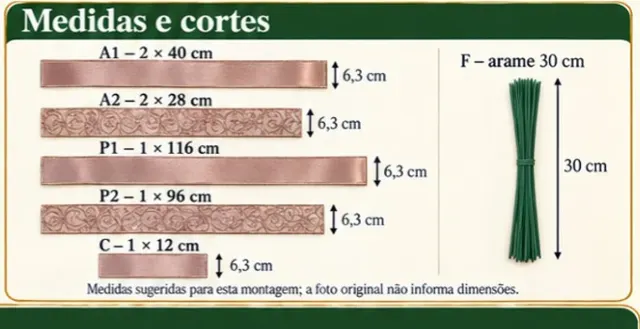 Medidas e cortes
A1 – 2 × 40 cm
6,3 cm
A2 – 2 × 28 cm
6,3 cm
P1 – 1 × 116 cm
6,3 cm
P2 – 1 × 96 cm
6,3 cm
C – 1 × 12 cm
6,3 cm
Medidas sugeridas para esta montagem; a foto original não informa dimensões.
F – arame 30 cm
30 cm